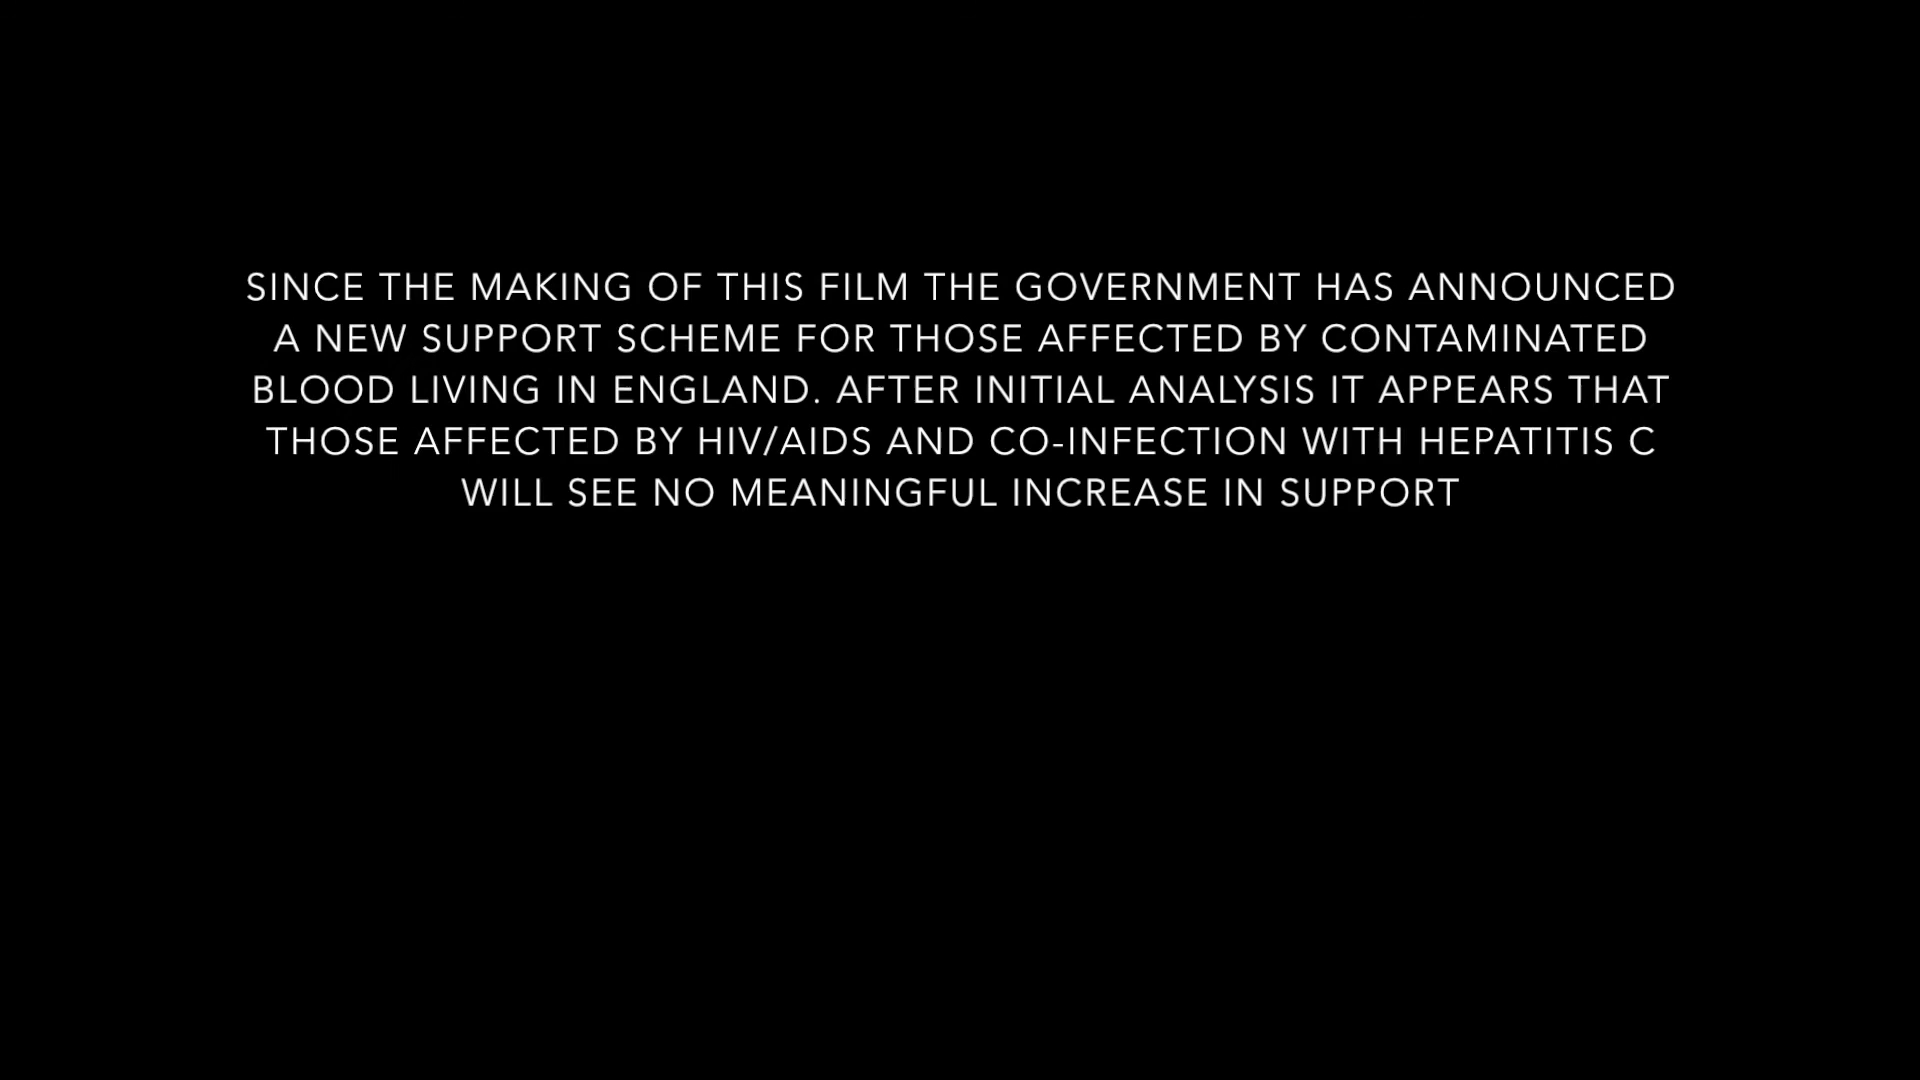 SINCE THE MAKING OF THIS FILM THE GOVERNMENT HAS ANNOUNCED
A NEW SUPPORT SCHEME FOR THOSE AFFECTED BY CONTAMINATED
BLOOD LIVING IN ENGLAND. AFTER INITIAL ANALYSIS IT APPEARS THAT
THOSE AFFECTED BY HIV/AIDS AND CO-INFECTION WITH HEPATITIS C
WILL SEE NO MEANINGFUL INCREASE IN SUPPORT